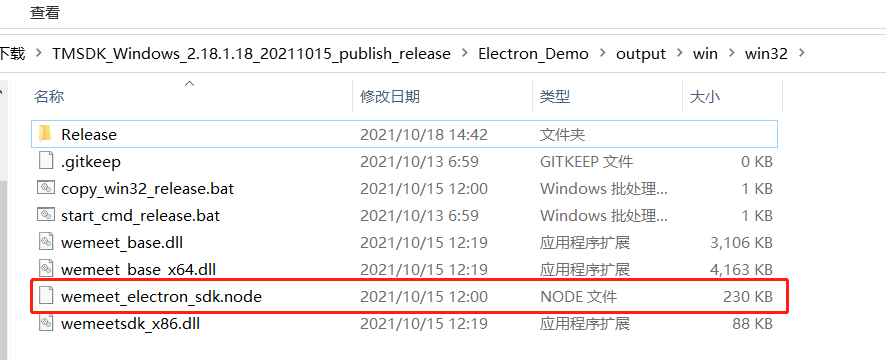 查看
下载 > TMSDK_Windows_2.18.1.18_20211015_publish_release > Electron_Demo > output > win > win32 >
名称 修改日期 类型 大小
Release 2021/10/18 14:42 文件夹
.gitkeep 2021/10/13 6:59 GITKEEP 文件 0 KB
copy_win32_release.bat 2021/10/15 12:00 Windows 批处理... 1 KB
start_cmd_release.bat 2021/10/13 6:59 Windows 批处理... 1 KB
wemeet_base.dll 2021/10/15 12:19 应用程序扩展 3,106 KB
wemeet_base_x64.dll 2021/10/15 12:19 应用程序扩展 4,163 KB
wemeet_electron_sdk.node 2021/10/15 12:00 NODE 文件 230 KB
wemeetsdk_x86.dll 2021/10/15 12:19 应用程序扩展 88 KB